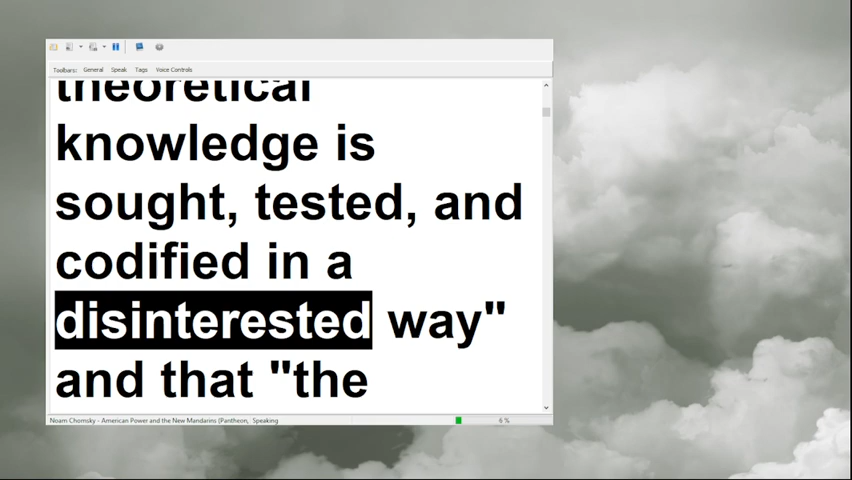 Toolbars: General Speak Tags Voice Controls
theoretical
knowledge is
sought, tested, and
codified in a
disinterested way"
and that "the
Noam Chomsky - American Power and the New Mandarins (Pantheon, Speaking 6 %